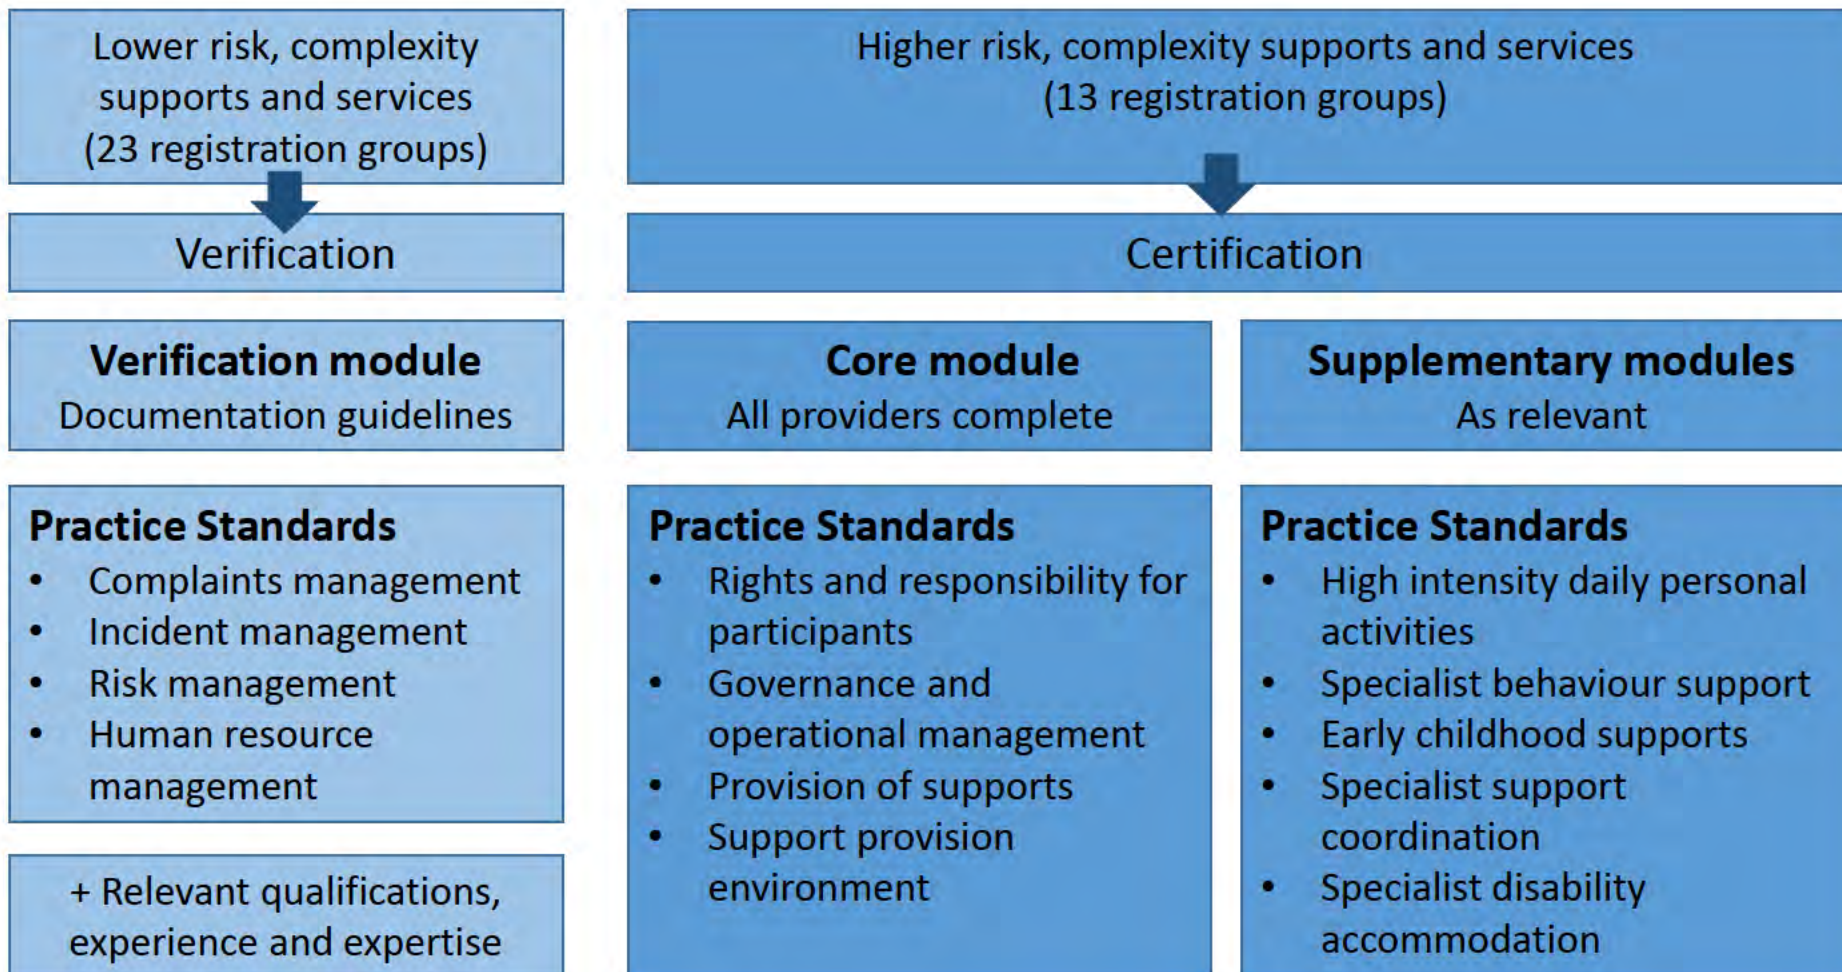 Lower risk, complexity
supports and services
(23 registration groups)
Higher risk, complexity supports and services
(13 registration groups)
Verification
Certification
Verification module
Documentation guidelines
Core module
All providers complete
Supplementary modules
As relevant
Practice Standards
• Complaints management
• Incident management
• Risk management
• Human resource
management
+ Relevant qualifications,
experience and expertise
Practice Standards
• Rights and responsibility for
participants
• Governance and
operational management
• Provision of supports
• Support provision
environment
Practice Standards
• High intensity daily personal
activities
• Specialist behaviour support
• Early childhood supports
• Specialist support
coordination
• Specialist disability
accommodation